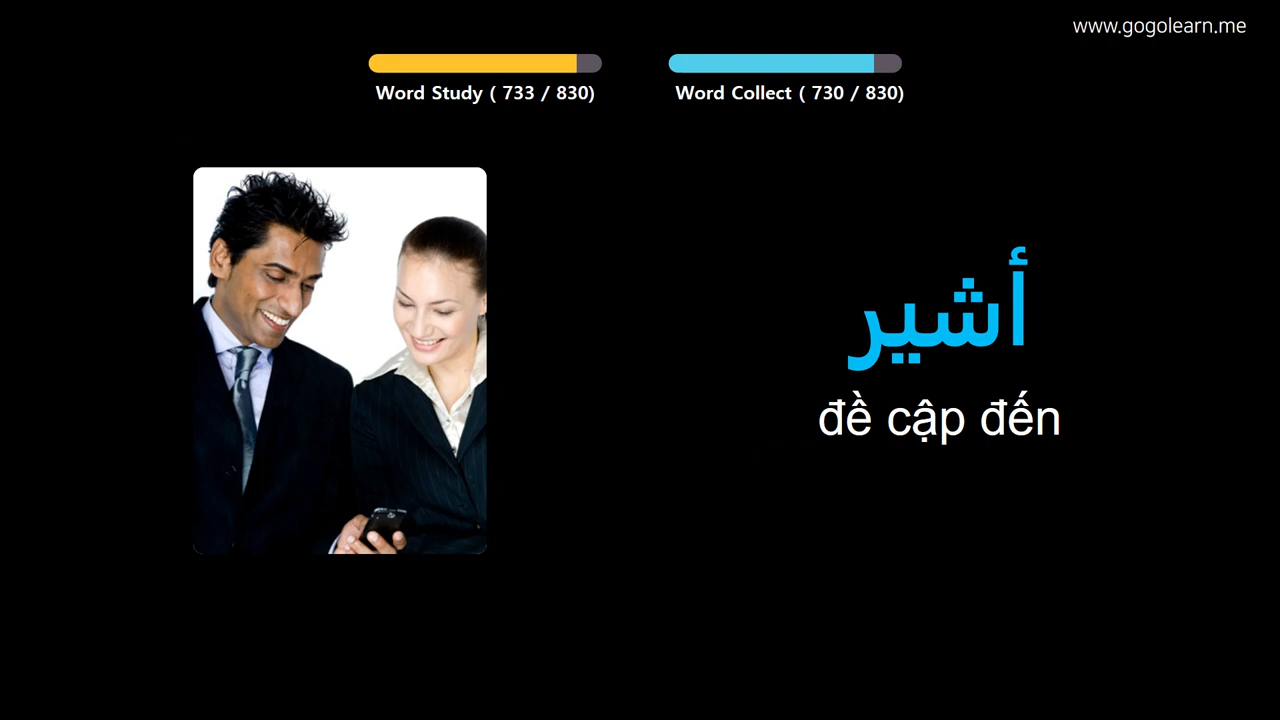 www.gogolearn.me
Word Study ( 733 / 830)
Word Collect ( 730 / 830)
أشير
đề cập đến